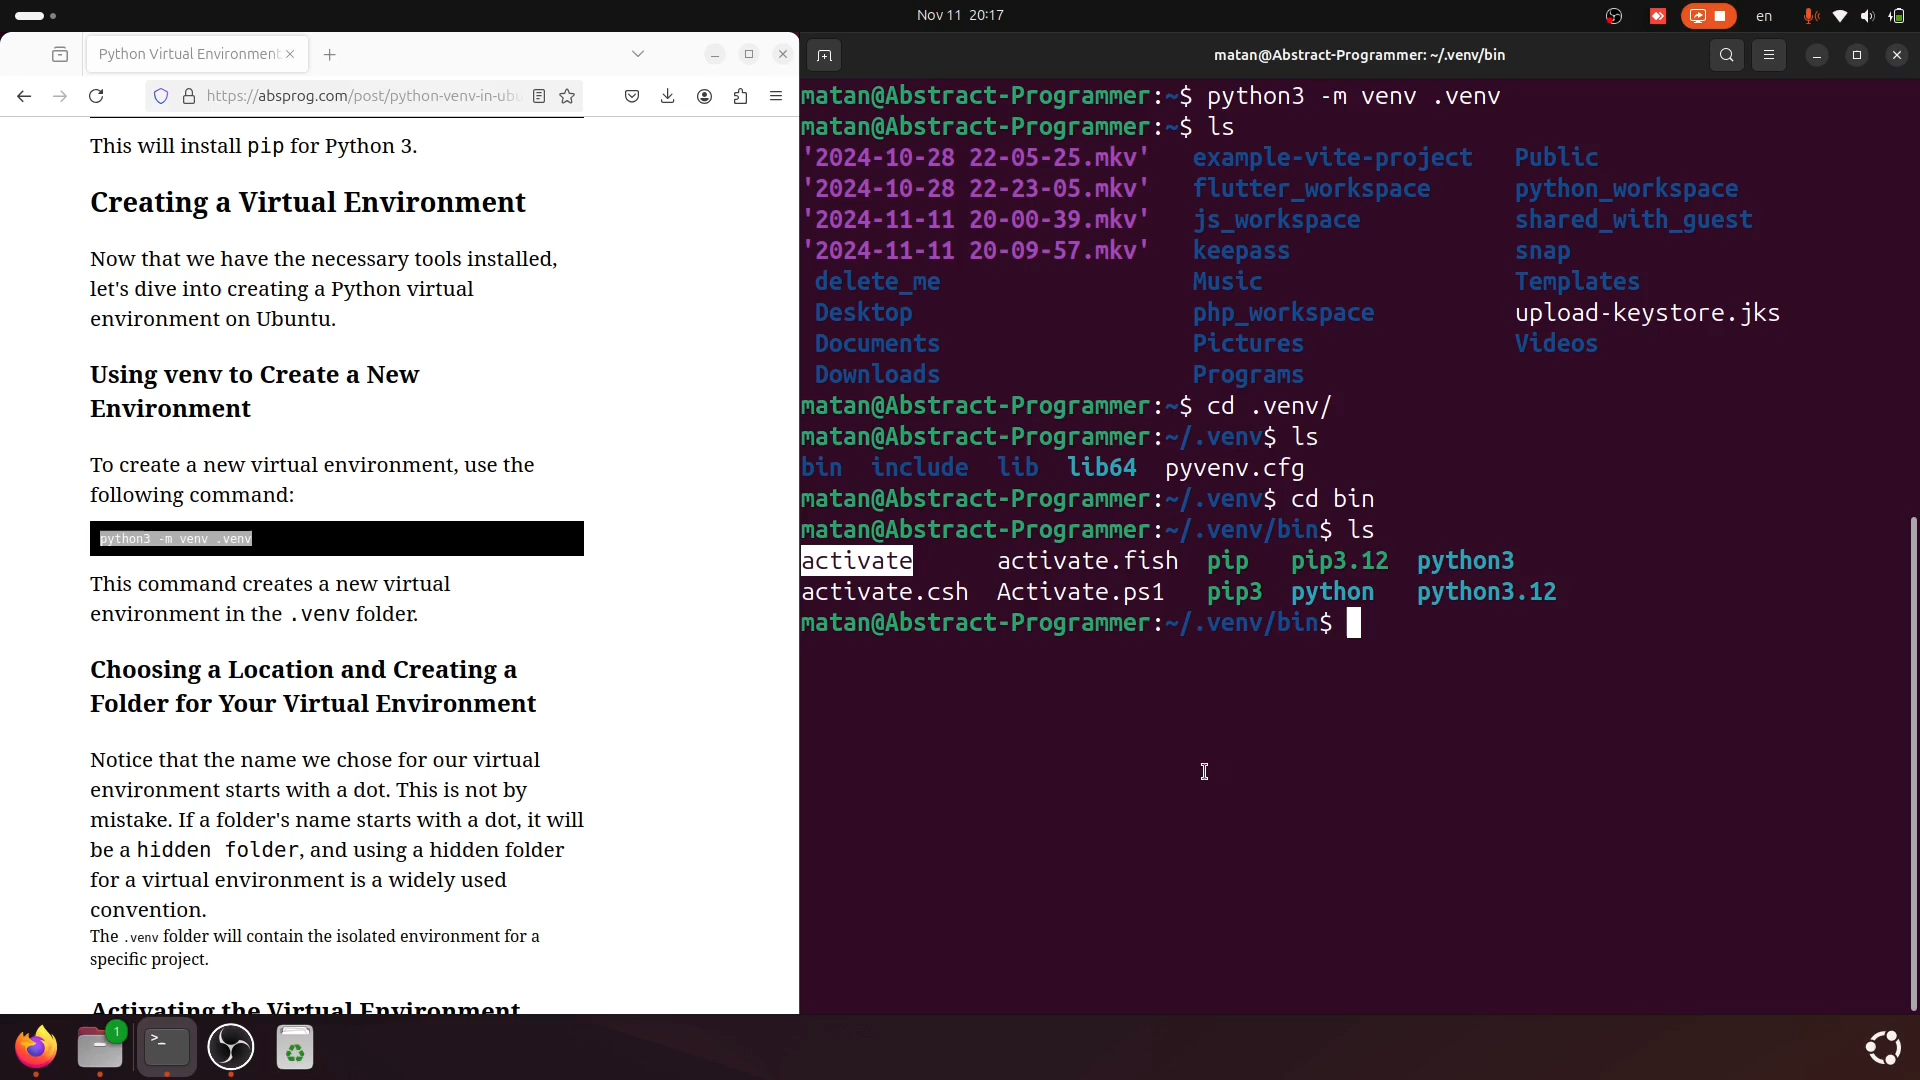 Nov 11 20:17
en
Python Virtual Environment
https://absprog.com/post/python-venv-in-ubu
This will install pip for Python 3.
Creating a Virtual Environment
Now that we have the necessary tools installed,
let's dive into creating a Python virtual
environment on Ubuntu.
Using venv to Create a New
Environment
To create a new virtual environment, use the
following command:
python3 -m venv .venv
This command creates a new virtual
environment in the .venv folder.
Choosing a Location and Creating a
Folder for Your Virtual Environment
Notice that the name we chose for our virtual
environment starts with a dot. This is not by
mistake. If a folder's name starts with a dot, it will
be a hidden folder, and using a hidden folder
for a virtual environment is a widely used
convention.
The .venv folder will contain the isolated environment for a
specific project.
Activating the Virtual Environment
matan@Abstract-Programmer: ~/.venv/bin
matan@Abstract-Programmer:~$ python3 -m venv .venv
matan@Abstract-Programmer:~$ ls
'2024-10-28 22-05-25.mkv' example-vite-project Public
'2024-10-28 22-23-05.mkv' flutter_workspace python_workspace
'2024-11-11 20-00-39.mkv' js_workspace shared_with_guest
'2024-11-11 20-09-57.mkv' keepass snap
delete_me Music Templates
Desktop php_workspace upload-keystore.jks
Documents Pictures Videos
Downloads Programs
matan@Abstract-Programmer:~$ cd .venv/
matan@Abstract-Programmer:~/.venv$ ls
bin include lib lib64 pyvenv.cfg
matan@Abstract-Programmer:~/.venv$ cd bin
matan@Abstract-Programmer:~/.venv/bin$ ls
activate activate.fish pip pip3.12 python3
activate.csh Activate.ps1 pip3 python python3.12
matan@Abstract-Programmer:~/.venv/bin$
1
>_